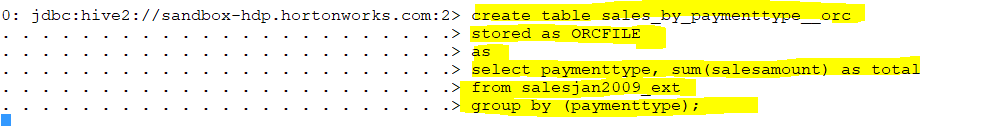 0: jdbc:hive2://sandbox-hdp.hortonworks.com:2> create table sales_by_paymenttype__orc
. . . . . . . . . . . . . . . . . . . . . . .> stored as ORCFILE
. . . . . . . . . . . . . . . . . . . . . . .> as
. . . . . . . . . . . . . . . . . . . . . . .> select paymenttype, sum(salesamount) as total
. . . . . . . . . . . . . . . . . . . . . . .> from salesjan2009_ext
. . . . . . . . . . . . . . . . . . . . . . .> group by (paymenttype);